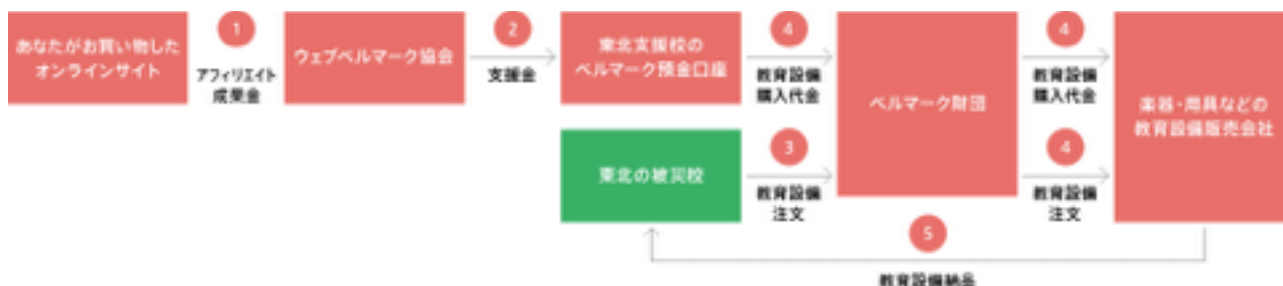 あなたがお買い物した
オンラインサイト
1
アフィリエイト
成果金
ウェブベルマーク協会
2
支援金
東北支援校の
ベルマーク預金口座
4
教育設備
購入代金
ベルマーク財団
4
教育設備
購入代金
楽器・用具などの
教育設備販売会社
東北の被災校
3
教育設備
注文
4
教育設備
注文
5
教育設備納品